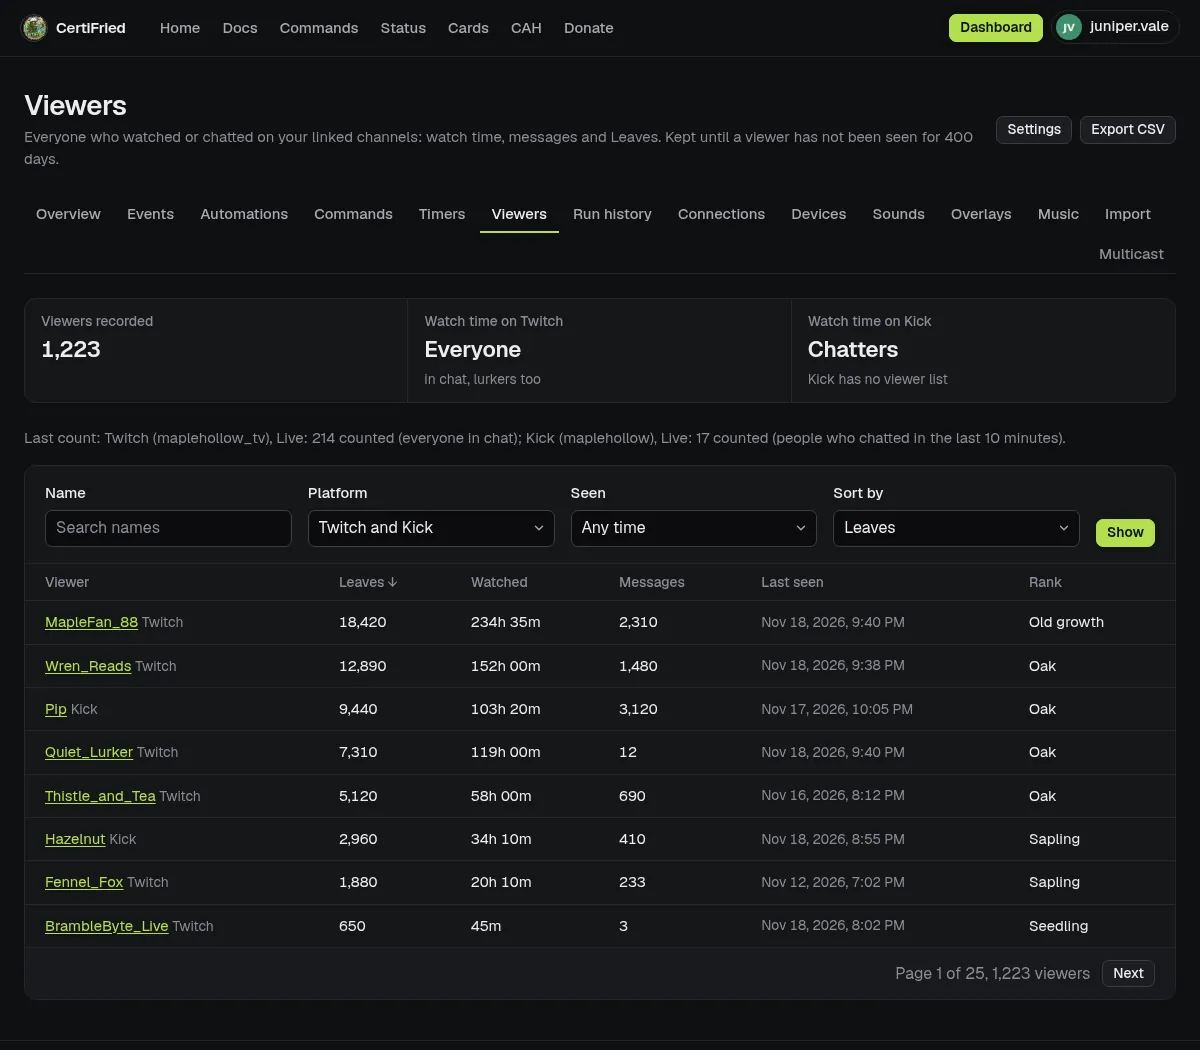 CertiFried Home Docs Commands Status Cards CAH Donate Dashboard JV juniper.vale
Viewers
Everyone who watched or chatted on your linked channels: watch time, messages and Leaves. Kept until a viewer has not been seen for 400
days.
Settings Export CSV
Overview Events Automations Commands Timers Viewers Run history Connections Devices Sounds Overlays Music Import
Multicast
Viewers recorded
1,223
Watch time on Twitch
Everyone
in chat, lurkers too
Watch time on Kick
Chatters
Kick has no viewer list
Last count: Twitch (maplehollow_tv), Live: 214 counted (everyone in chat); Kick (maplehollow), Live: 17 counted (people who chatted in the last 10 minutes).
Name Platform Seen Sort by
Search names Twitch and Kick Any time Leaves Show
Viewer Leaves ↓ Watched Messages Last seen Rank
MapleFan_88 Twitch 18,420 234h 35m 2,310 Nov 18, 2026, 9:40 PM Old growth
Wren_Reads Twitch 12,890 152h 00m 1,480 Nov 18, 2026, 9:38 PM Oak
Pip Kick 9,440 103h 20m 3,120 Nov 17, 2026, 10:05 PM Oak
Quiet_Lurker Twitch 7,310 119h 00m 12 Nov 18, 2026, 9:40 PM Oak
Thistle_and_Tea Twitch 5,120 58h 00m 690 Nov 16, 2026, 8:12 PM Oak
Hazelnut Kick 2,960 34h 10m 410 Nov 18, 2026, 8:55 PM Sapling
Fennel_Fox Twitch 1,880 20h 10m 233 Nov 12, 2026, 7:02 PM Sapling
BrambleByte_Live Twitch 650 45m 3 Nov 18, 2026, 8:02 PM Seedling
Page 1 of 25, 1,223 viewers Next